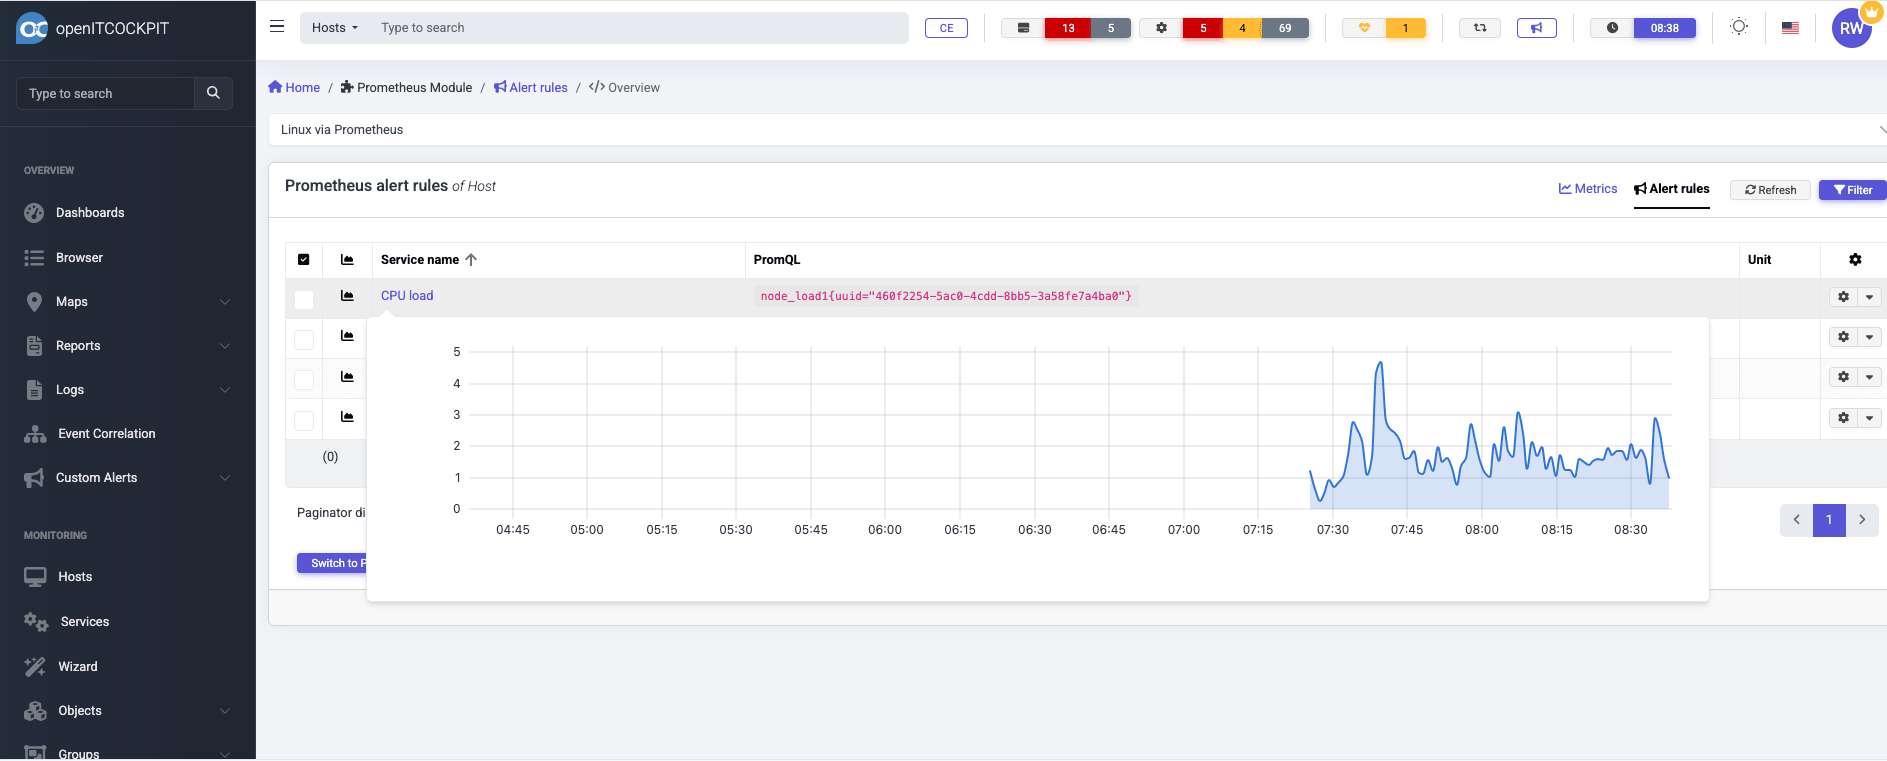 openITCOCKPIT
Hosts
Type to search
CE
13
5
5
4
69
1
08:38
RW
Type to search
Home / Prometheus Module / Alert rules / </> Overview
Linux via Prometheus
OVERVIEW
Dashboards
Browser
Maps
Reports
Logs
Event Correlation
Custom Alerts
MONITORING
Hosts
Services
Wizard
Objects
Groups
Prometheus alert rules of Host
Metrics
Alert rules
Refresh
Filter
Service name
PromQL
Unit
CPU load
node_load1{uuid="460f2254-5ac0-4cdd-8bb5-3a58fe7a4ba0"}
5
4
3
2
1
0
04:45 05:00 05:15 05:30 05:45 06:00 06:15 06:30 06:45 07:00 07:15 07:30 07:45 08:00 08:15 08:30
(0)
Paginator di
1
Switch to P